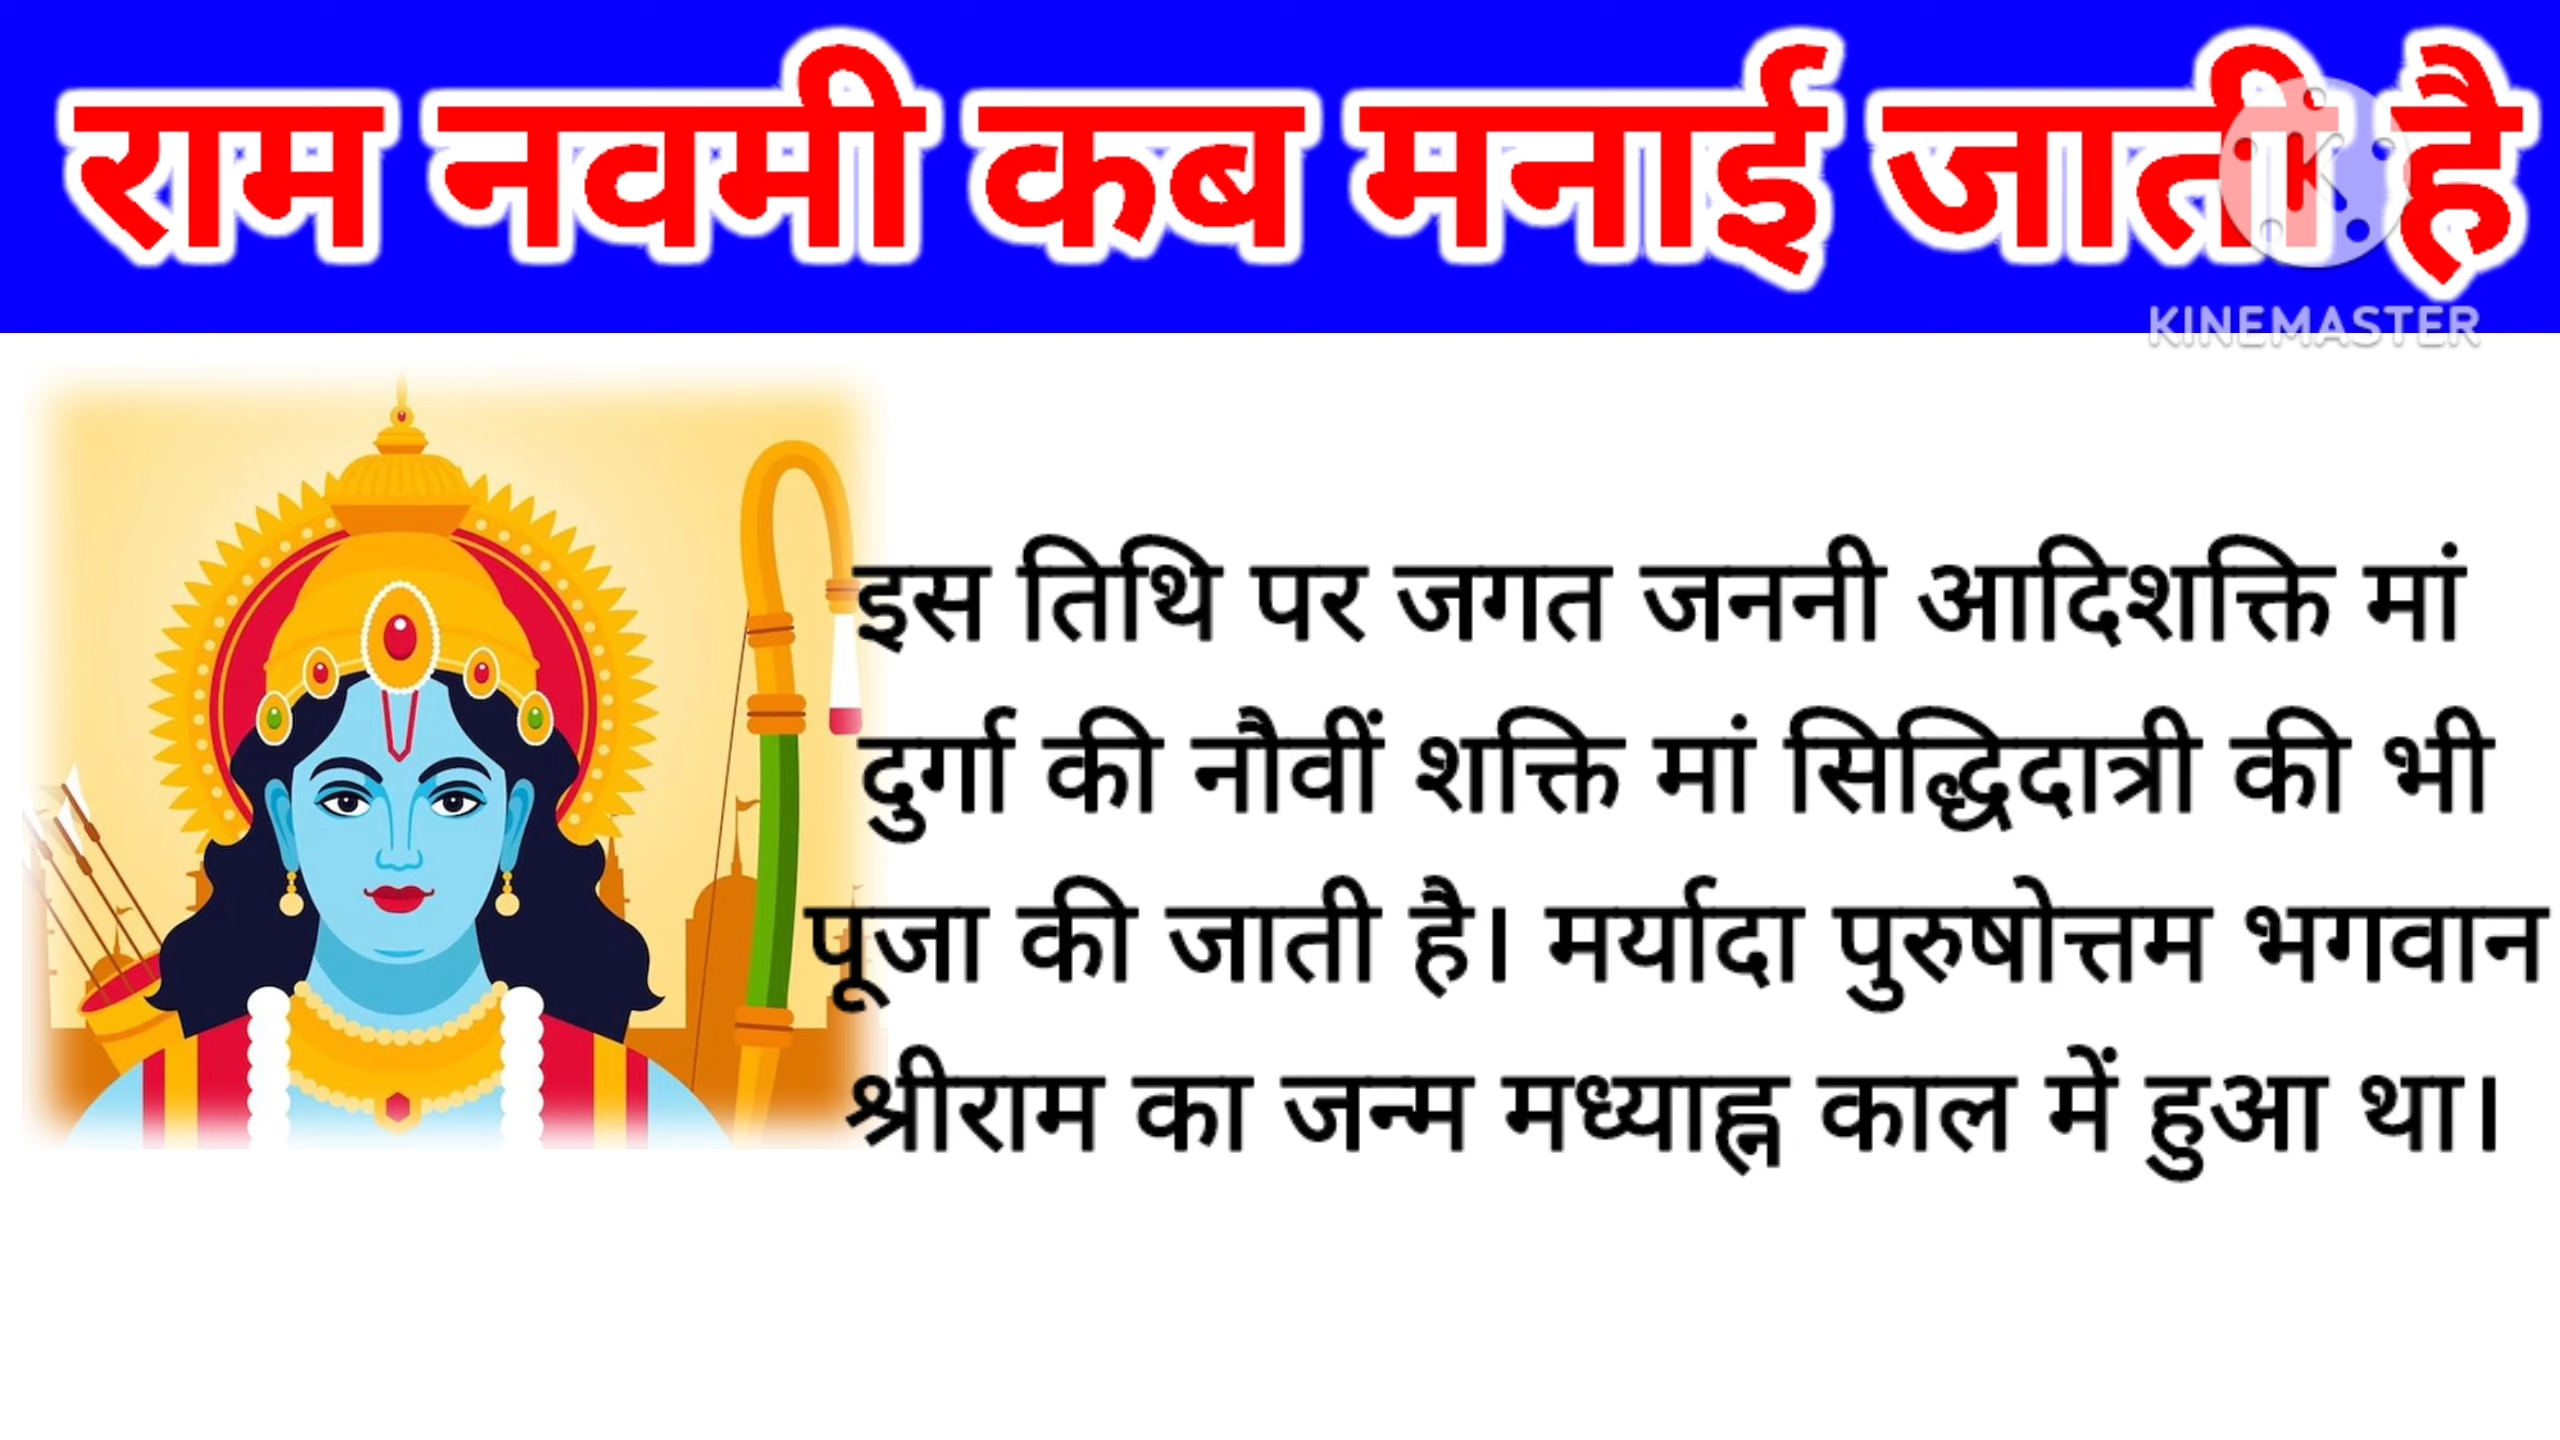 राम नवमी कब मनाई जाती है
KINEMASTER
इस तिथि पर जगत जननी आदिशक्ति मां
दुर्गा की नौवीं शक्ति मां सिद्धिदात्री की भी
पूजा की जाती है। मर्यादा पुरुषोत्तम भगवान
श्रीराम का जन्म मध्याह्न काल में हुआ था।